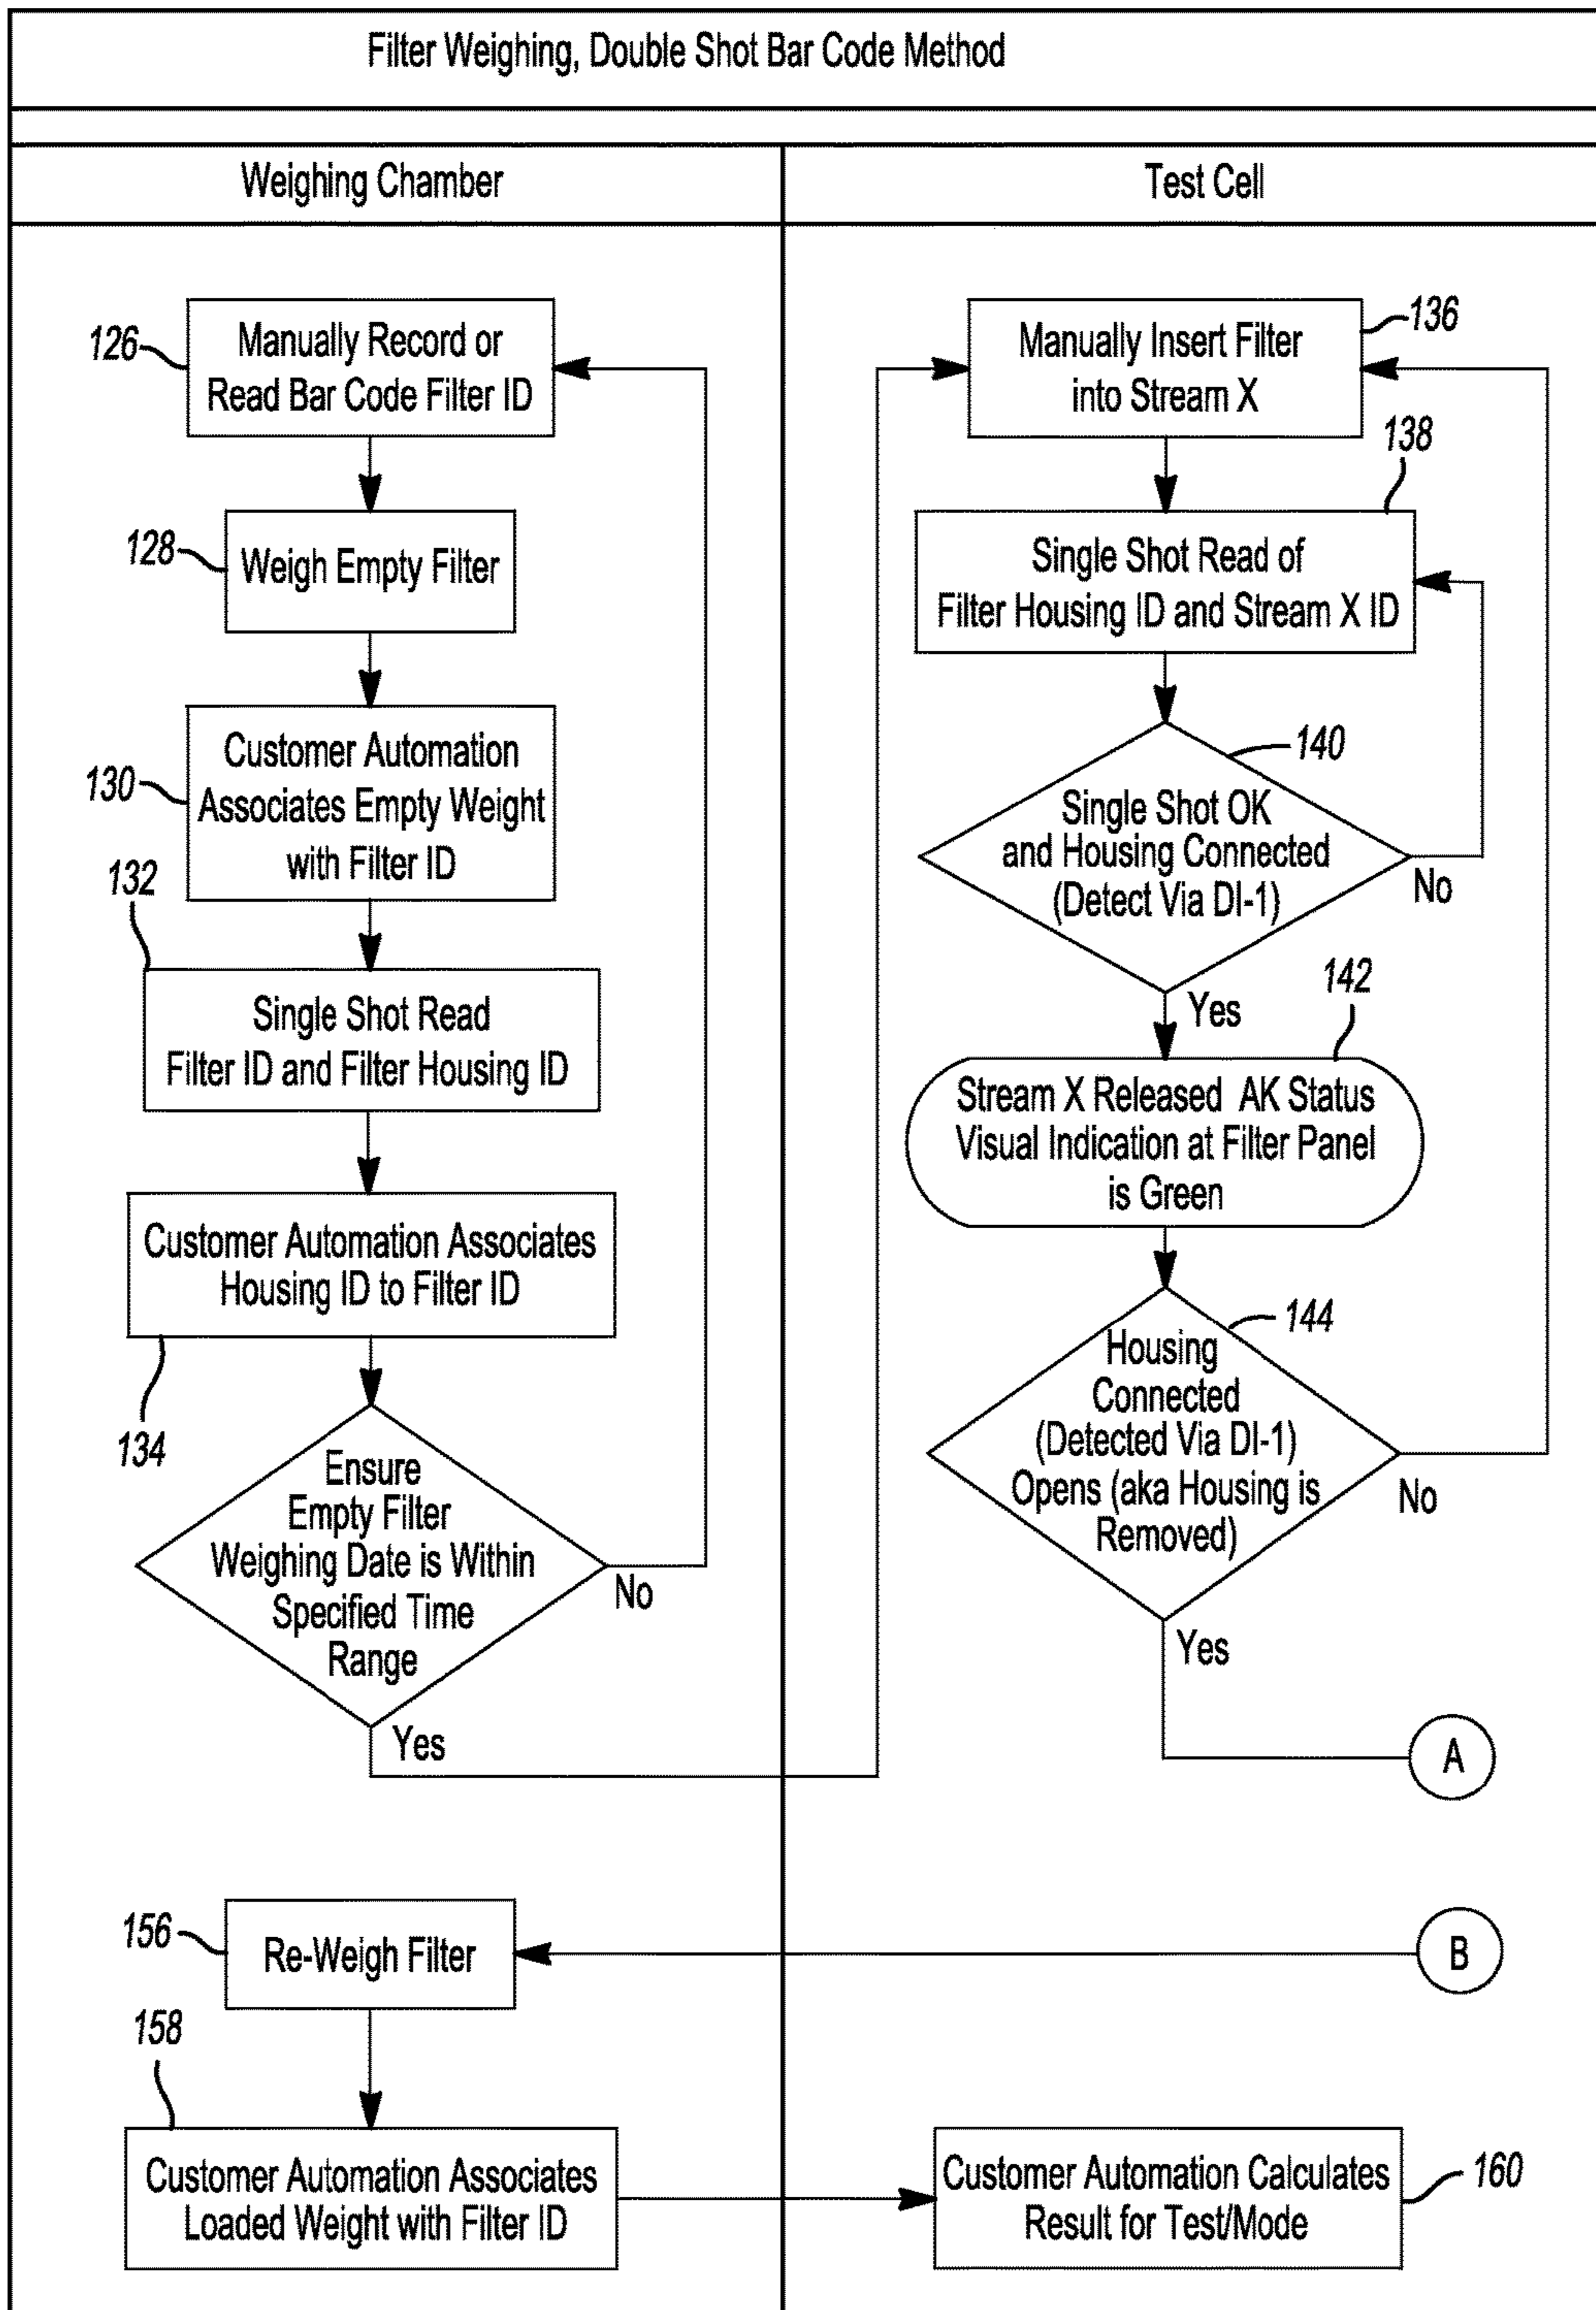 Filter Weighing, Double Shot Bar Code Method
Weighing Chamber
Test Cell
126
Manually Record or
Read Bar Code Filter ID
128
Weigh Empty Filter
130
Customer Automation
Associates Empty Weight
with Filter ID
132
Single Shot Read
Filter ID and Filter Housing ID
Customer Automation Associates
Housing ID to Filter ID
134
Ensure
Empty Filter
Weighing Date is Within
Specified Time
Range
No
Yes
136
Manually Insert Filter
into Stream X
138
Single Shot Read of
Filter Housing ID and Stream X ID
140
Single Shot OK
and Housing Connected
(Detect Via DI-1)
No
Yes
142
Stream X Released AK Status
Visual Indication at Filter Panel
is Green
144
Housing
Connected
(Detected Via DI-1)
Opens (aka Housing is
Removed)
No
Yes
A
156
Re-Weigh Filter
B
158
Customer Automation Associates
Loaded Weight with Filter ID
Customer Automation Calculates
Result for Test/Mode
160